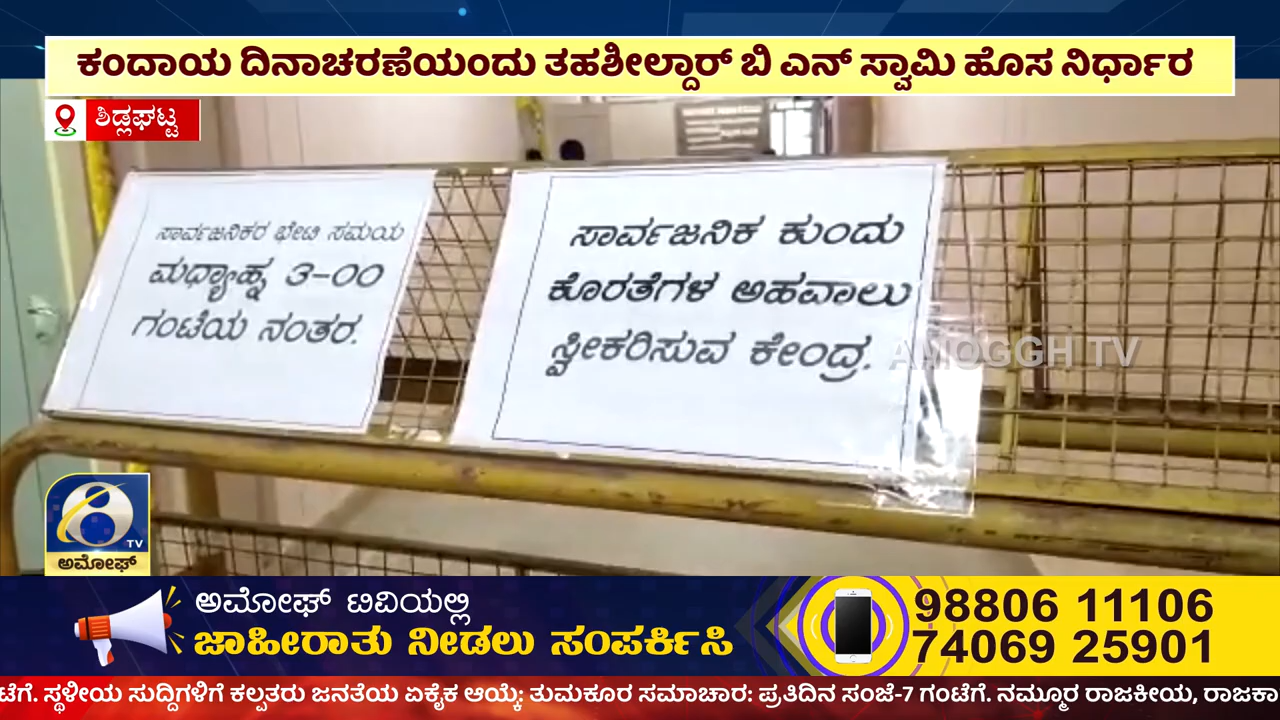 ಕಂದಾಯ ದಿನಾಚರಣೆಯಂದು ತಹಶೀಲ್ದಾರ್ ಬಿ ಎನ್ ಸ್ವಾಮಿ ಹೊಸ ನಿರ್ಧಾರ
ಶಿಡ್ಲಘಟ್ಟ
ಸಾರ್ವಜನಿಕರ ಭೇಟಿ ಸಮಯ
ಮಧ್ಯಾಹ್ನ ೩-೦೦
ಗಂಟೆಯ ನಂತರ.
ಸಾರ್ವಜನಿಕ ಕುಂದು
ಕೊರತೆಗಳ ಅಹವಾಲು
ಸ್ವೀಕರಿಸುವ ಕೇಂದ್ರ.
AMOGGH TV
TV
ಅಮೋಘ್
ಅಮೋಘ್ ಟಿವಿಯಲ್ಲಿ
ಜಾಹೀರಾತು ನೀಡಲು ಸಂಪರ್ಕಿಸಿ
98806 11106
74069 25901
ಟೆಗೆ. ಸ್ಥಳೀಯ ಸುದ್ದಿಗಳಿಗೆ ಕಲ್ಪತರು ಜನತೆಯ ಏಕೈಕ ಆಯ್ಕೆ: ತುಮಕೂರ ಸಮಾಚಾರ: ಪ್ರತಿದಿನ ಸಂಜೆ-7 ಗಂಟೆಗೆ. ನಮ್ಮೂರ ರಾಜಕೀಯ, ರಾಜಕಾ